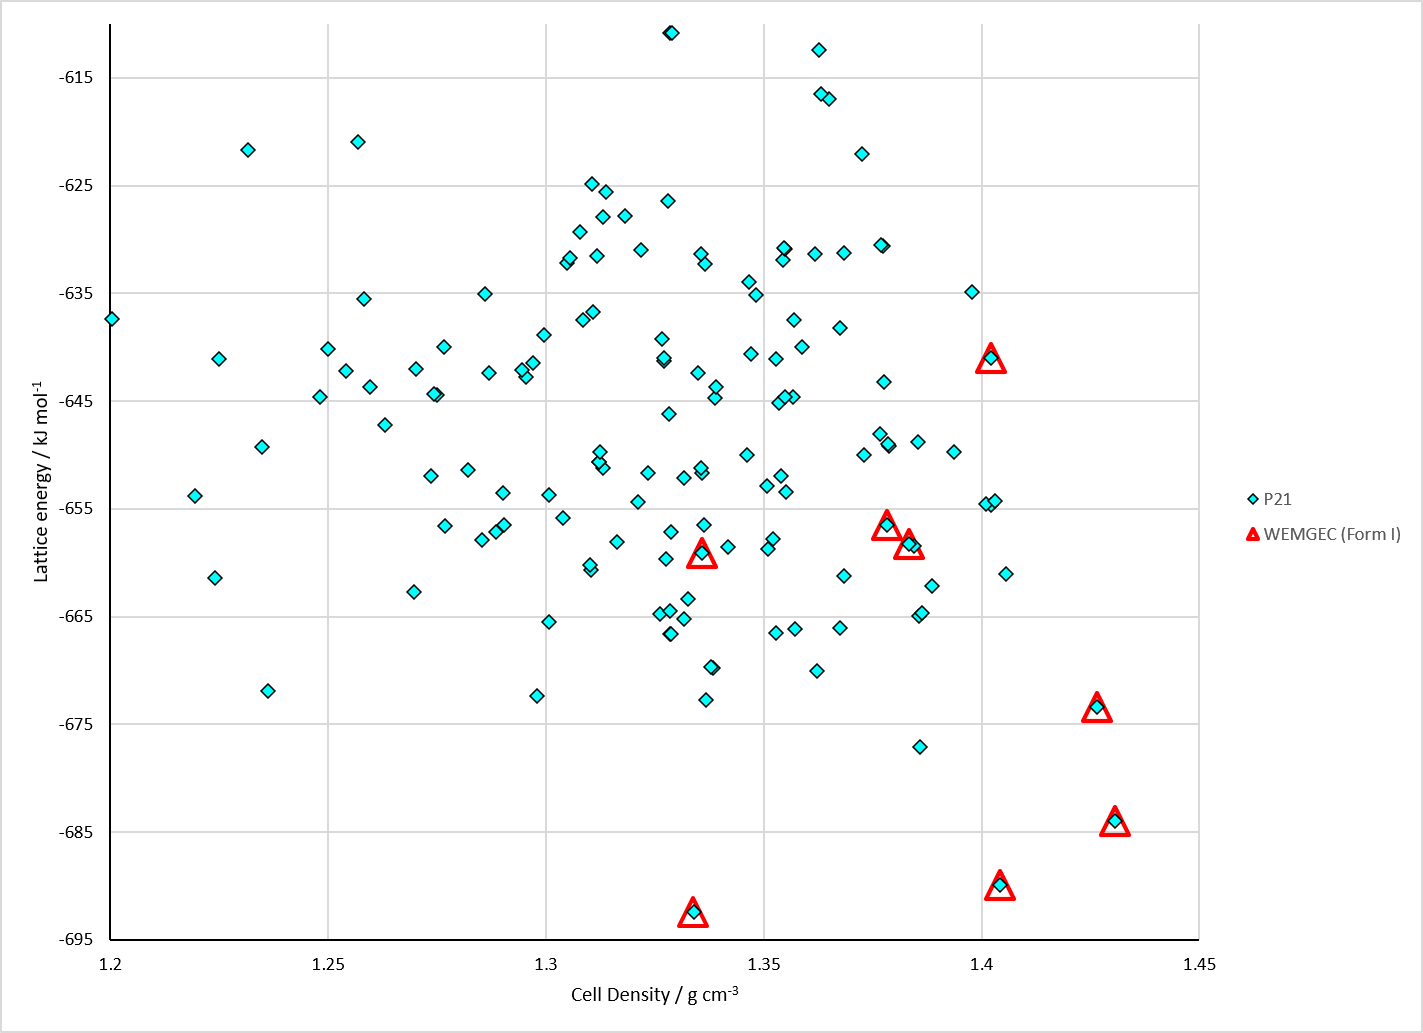 -615
-625
-635
-645
-655
-665
-675
-685
-695
Lattice energy / kJ mol⁻¹
1.2 1.25 1.3 1.35 1.4 1.45
Cell Density / g cm⁻³
P21
WEMGEC (Form I)